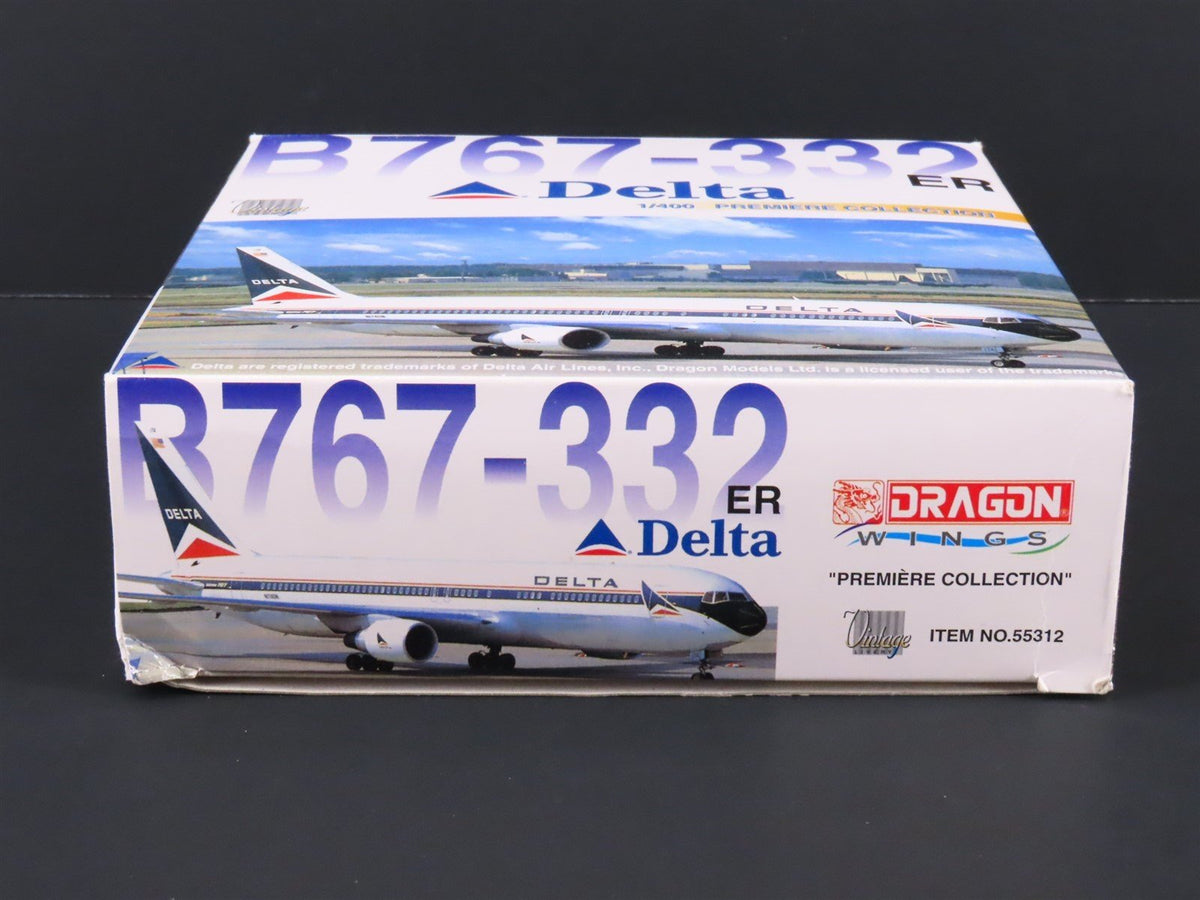 B767-332
ER
Delta
1/400 PREMIERE COLLECTION
Vintage
DELTA
DELTA
Delta are registered trademarks of Delta Air Lines, Inc., Dragon Models Ltd. is a licensed user of the trademarks
B767-332
ER
Delta
DELTA
DELTA
DRAGON
WINGS
"PREMIÈRE COLLECTION"
Vintage
ITEM NO.55312